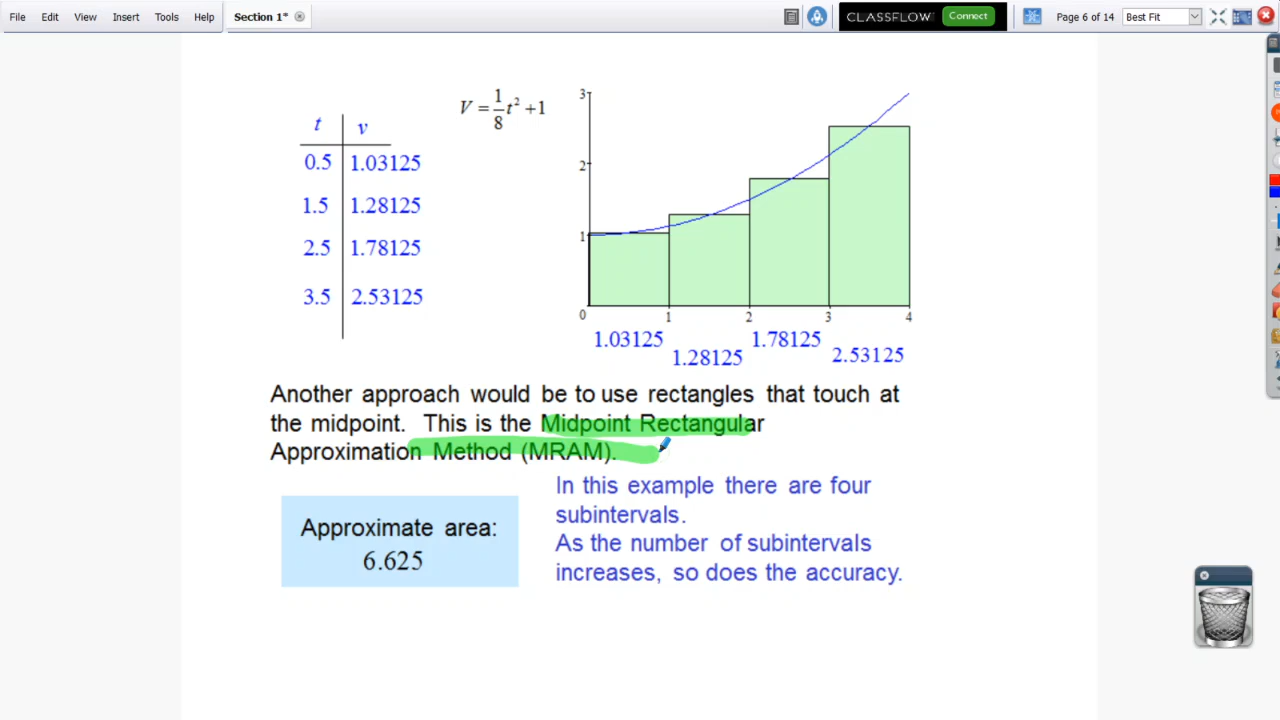 File Edit View Insert Tools Help Section 1* CLASSFLOW Connect Page 6 of 14 Best Fit
V = 1/8 t² + 1
t v
0.5 1.03125
1.5 1.28125
2.5 1.78125
3.5 2.53125
3
2
1
0 1 2 3 4
1.03125 1.28125 1.78125 2.53125
Another approach would be to use rectangles that touch at
the midpoint. This is the Midpoint Rectangular
Approximation Method (MRAM).
Approximate area:
6.625
In this example there are four
subintervals.
As the number of subintervals
increases, so does the accuracy.